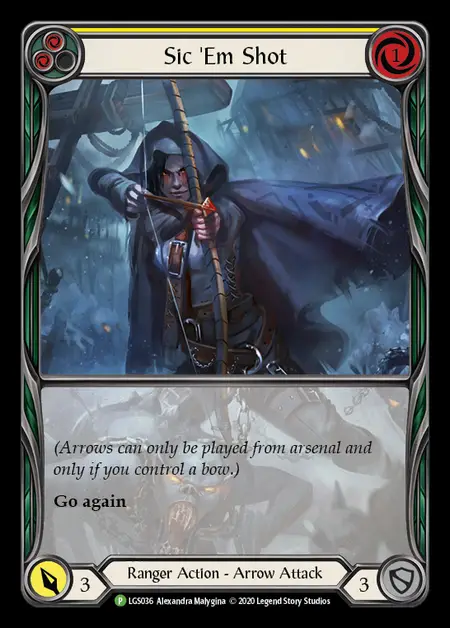 Sic 'Em Shot
1
(Arrows can only be played from arsenal and
only if you control a bow.)
Go again
3
Ranger Action - Arrow Attack
3
P LGS036 Alexandra Malygina © 2020 Legend Story Studios